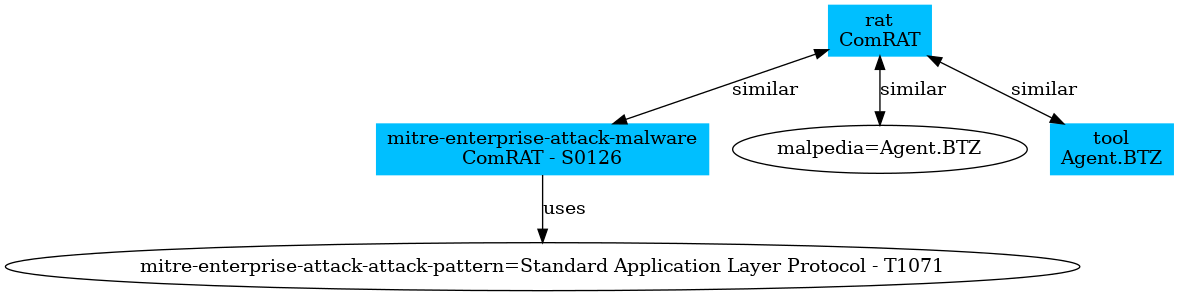 rat
ComRAT
similar
similar
similar
mitre-enterprise-attack-malware
ComRAT - S0126
malpedia=Agent.BTZ
tool
Agent.BTZ
uses
mitre-enterprise-attack-attack-pattern=Standard Application Layer Protocol - T1071